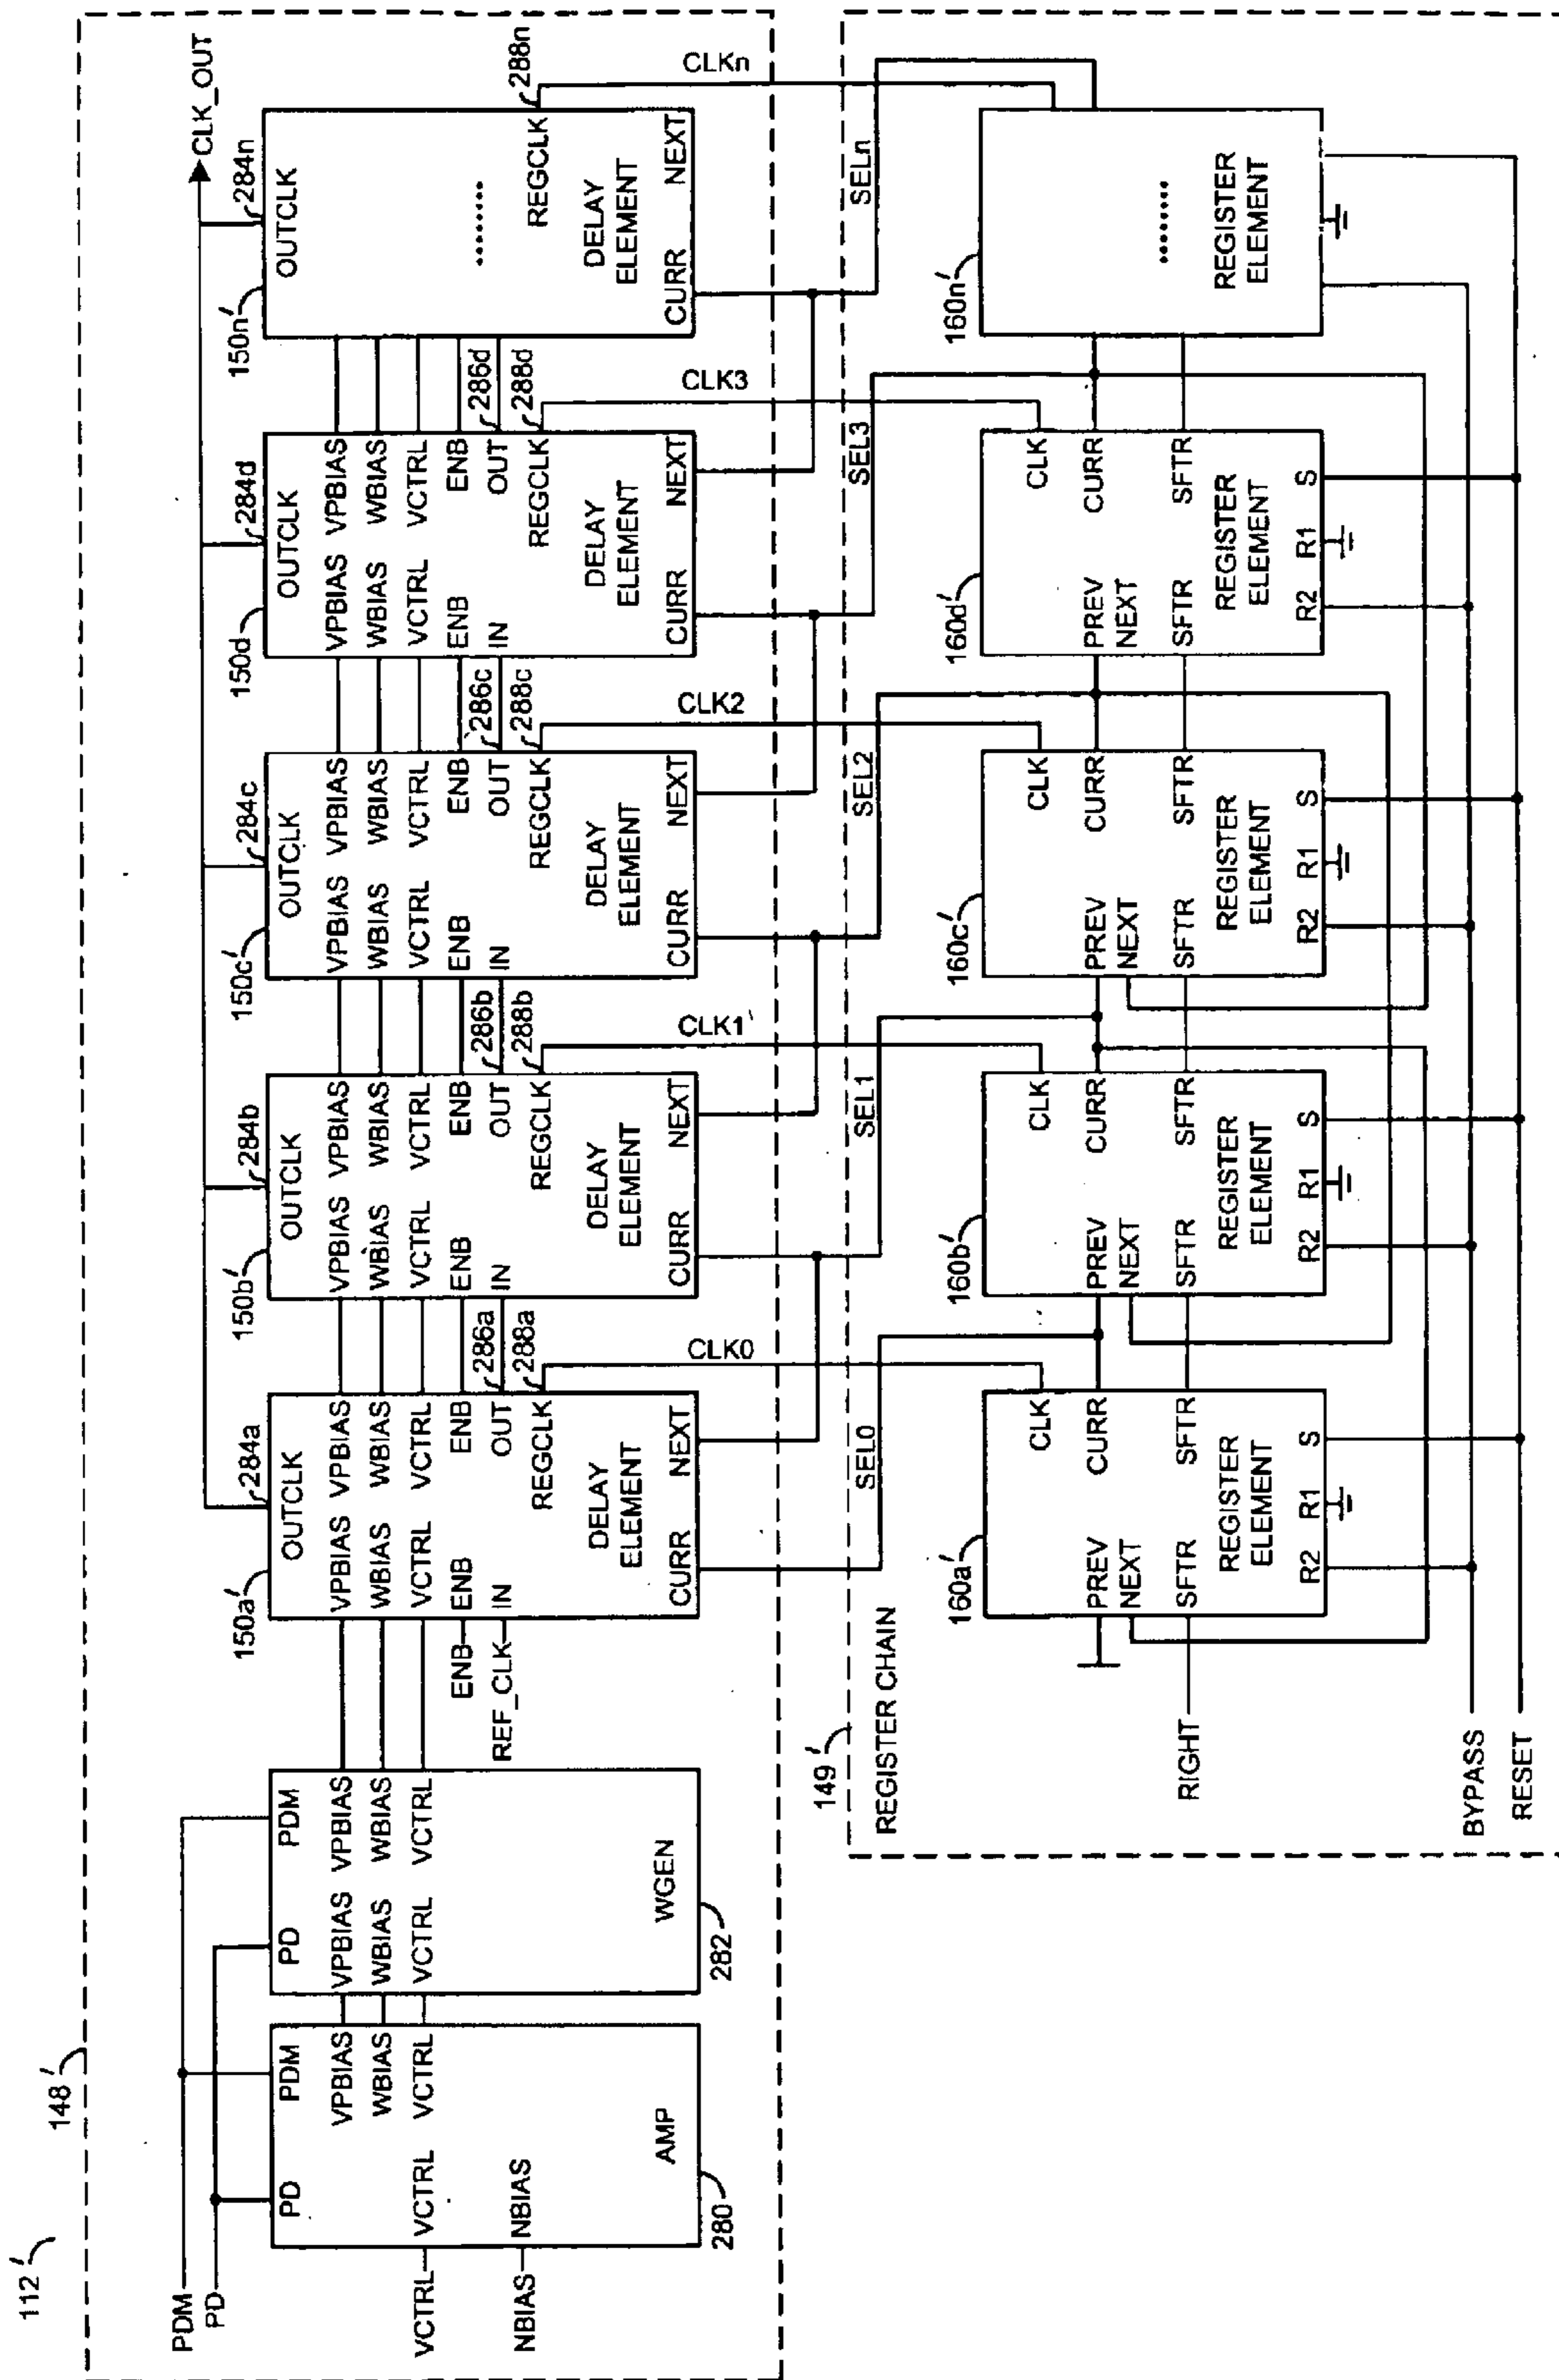 112'
148'
PDM
PD
VCTRL
NBIAS
PD PDM
VPBIAS
WBIAS
VCTRL VCTRL
NBIAS
AMP
280
PD PDM
VPBIAS VPBIAS
WBIAS WBIAS
VCTRL VCTRL
WGEN
282
ENB
REF_CLK
150a'
OUTCLK
284a
VPBIAS VPBIAS
WBIAS WBIAS
VCTRL VCTRL
ENB ENB
IN OUT
286a
REGCLK
288a
DELAY
ELEMENT
CURR NEXT
150b'
OUTCLK
284b
VPBIAS VPBIAS
WBIAS WBIAS
VCTRL VCTRL
ENB ENB
IN OUT
286b
REGCLK
288b
DELAY
ELEMENT
CURR NEXT
150c'
OUTCLK
284c
VPBIAS VPBIAS
WBIAS WBIAS
VCTRL VCTRL
ENB ENB
IN OUT
286c
REGCLK
288c
DELAY
ELEMENT
CURR NEXT
150d'
OUTCLK
284d
VPBIAS VPBIAS
WBIAS WBIAS
VCTRL VCTRL
ENB ENB
IN OUT
286d
REGCLK
288d
DELAY
ELEMENT
CURR NEXT
150n'
OUTCLK
284n
CLK_OUT
........
REGCLK
288n
DELAY
ELEMENT
CURR NEXT
CLK0
CLK1
CLK2
CLK3
CLKn
SEL0
SEL1
SEL2
SEL3
SELn
149'
REGISTER CHAIN
RIGHT
BYPASS
RESET
160a'
CLK
PREV CURR
NEXT
SFTR SFTR
REGISTER
ELEMENT
R2 R1 S
160b'
CLK
PREV CURR
NEXT
SFTR SFTR
REGISTER
ELEMENT
R2 R1 S
160c'
CLK
PREV CURR
NEXT
SFTR SFTR
REGISTER
ELEMENT
R2 R1 S
160d'
CLK
PREV CURR
NEXT
SFTR SFTR
REGISTER
ELEMENT
R2 R1 S
160n'
........
REGISTER
ELEMENT